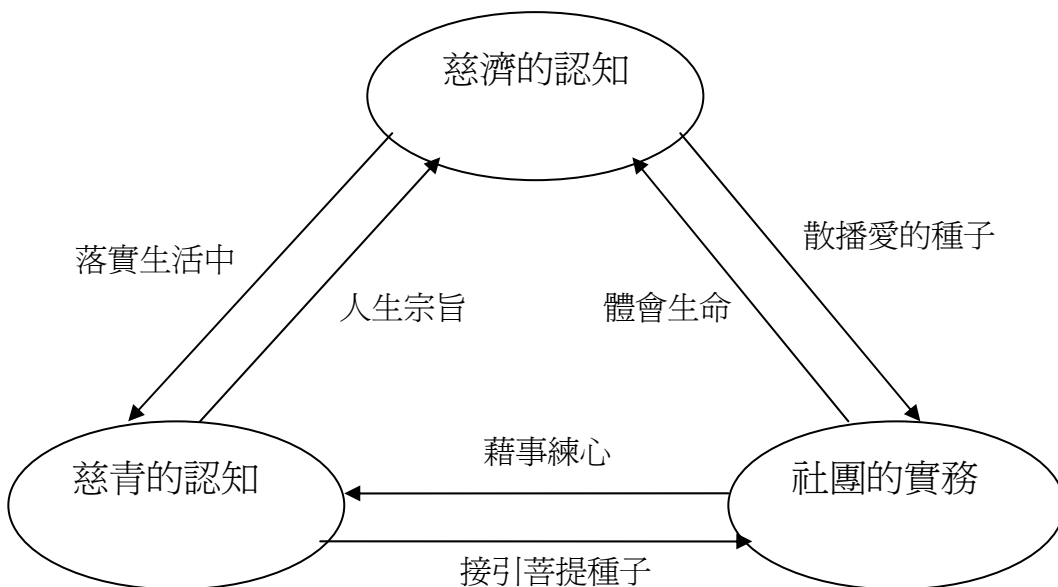 慈濟的認知
落實生活中
人生宗旨
體會生命
散播愛的種子
慈青的認知
藉事練心
社團的實務
接引菩提種子